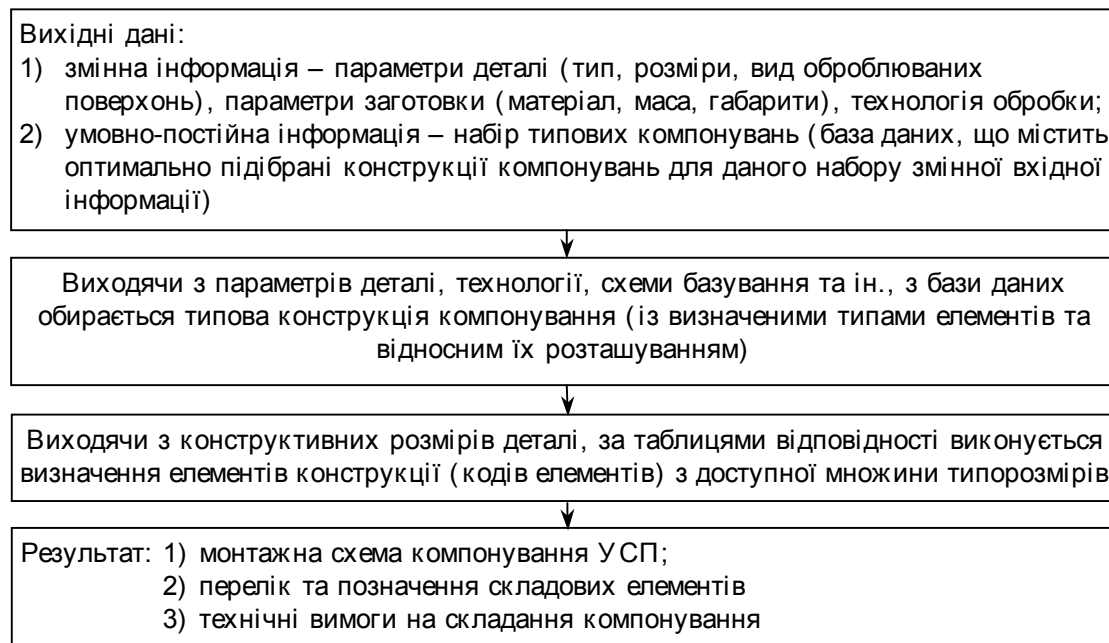 Вихідні дані:
1) змінна інформація – параметри деталі (тип, розміри, вид оброблюваних
поверхонь), параметри заготовки (матеріал, маса, габарити), технологія обробки;
2) умовно-постійна інформація – набір типових компонувань (база даних, що містить
оптимально підібрані конструкції компонувань для даного набору змінної вхідної
інформації)
Виходячи з параметрів деталі, технології, схеми базування та ін., з бази даних
обирається типова конструкція компонування (із визначеними типами елементів та
відносним їх розташуванням)
Виходячи з конструктивних розмірів деталі, за таблицями відповідності виконується
визначення елементів конструкції (кодів елементів) з доступної множини типорозмірів
Результат: 1) монтажна схема компонування УСП;
2) перелік та позначення складових елементів
3) технічні вимоги на складання компонування